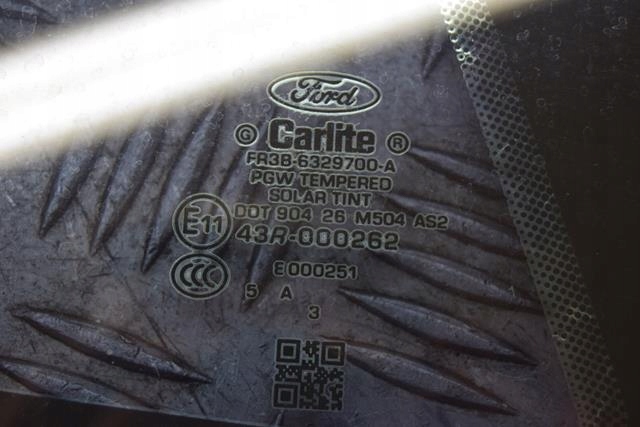 Ford
G Carlite R
FR3B-6329700-A
PGW TEMPERED
SOLAR TINT
DOT 904 26 M504 AS2
E11 43R-000262
CCC E000251
5 A
3